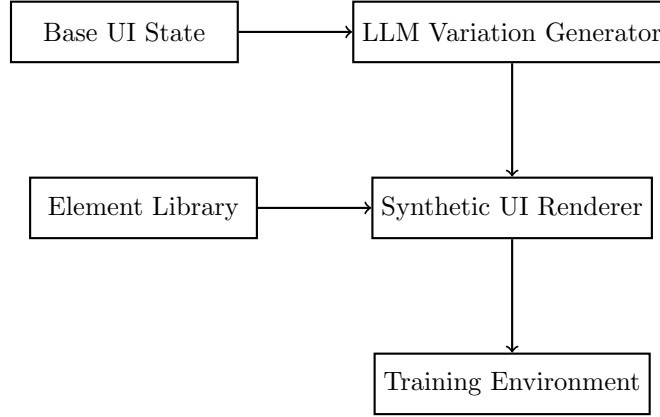 Base UI State
LLM Variation Generator
Element Library
Synthetic UI Renderer
Training Environment